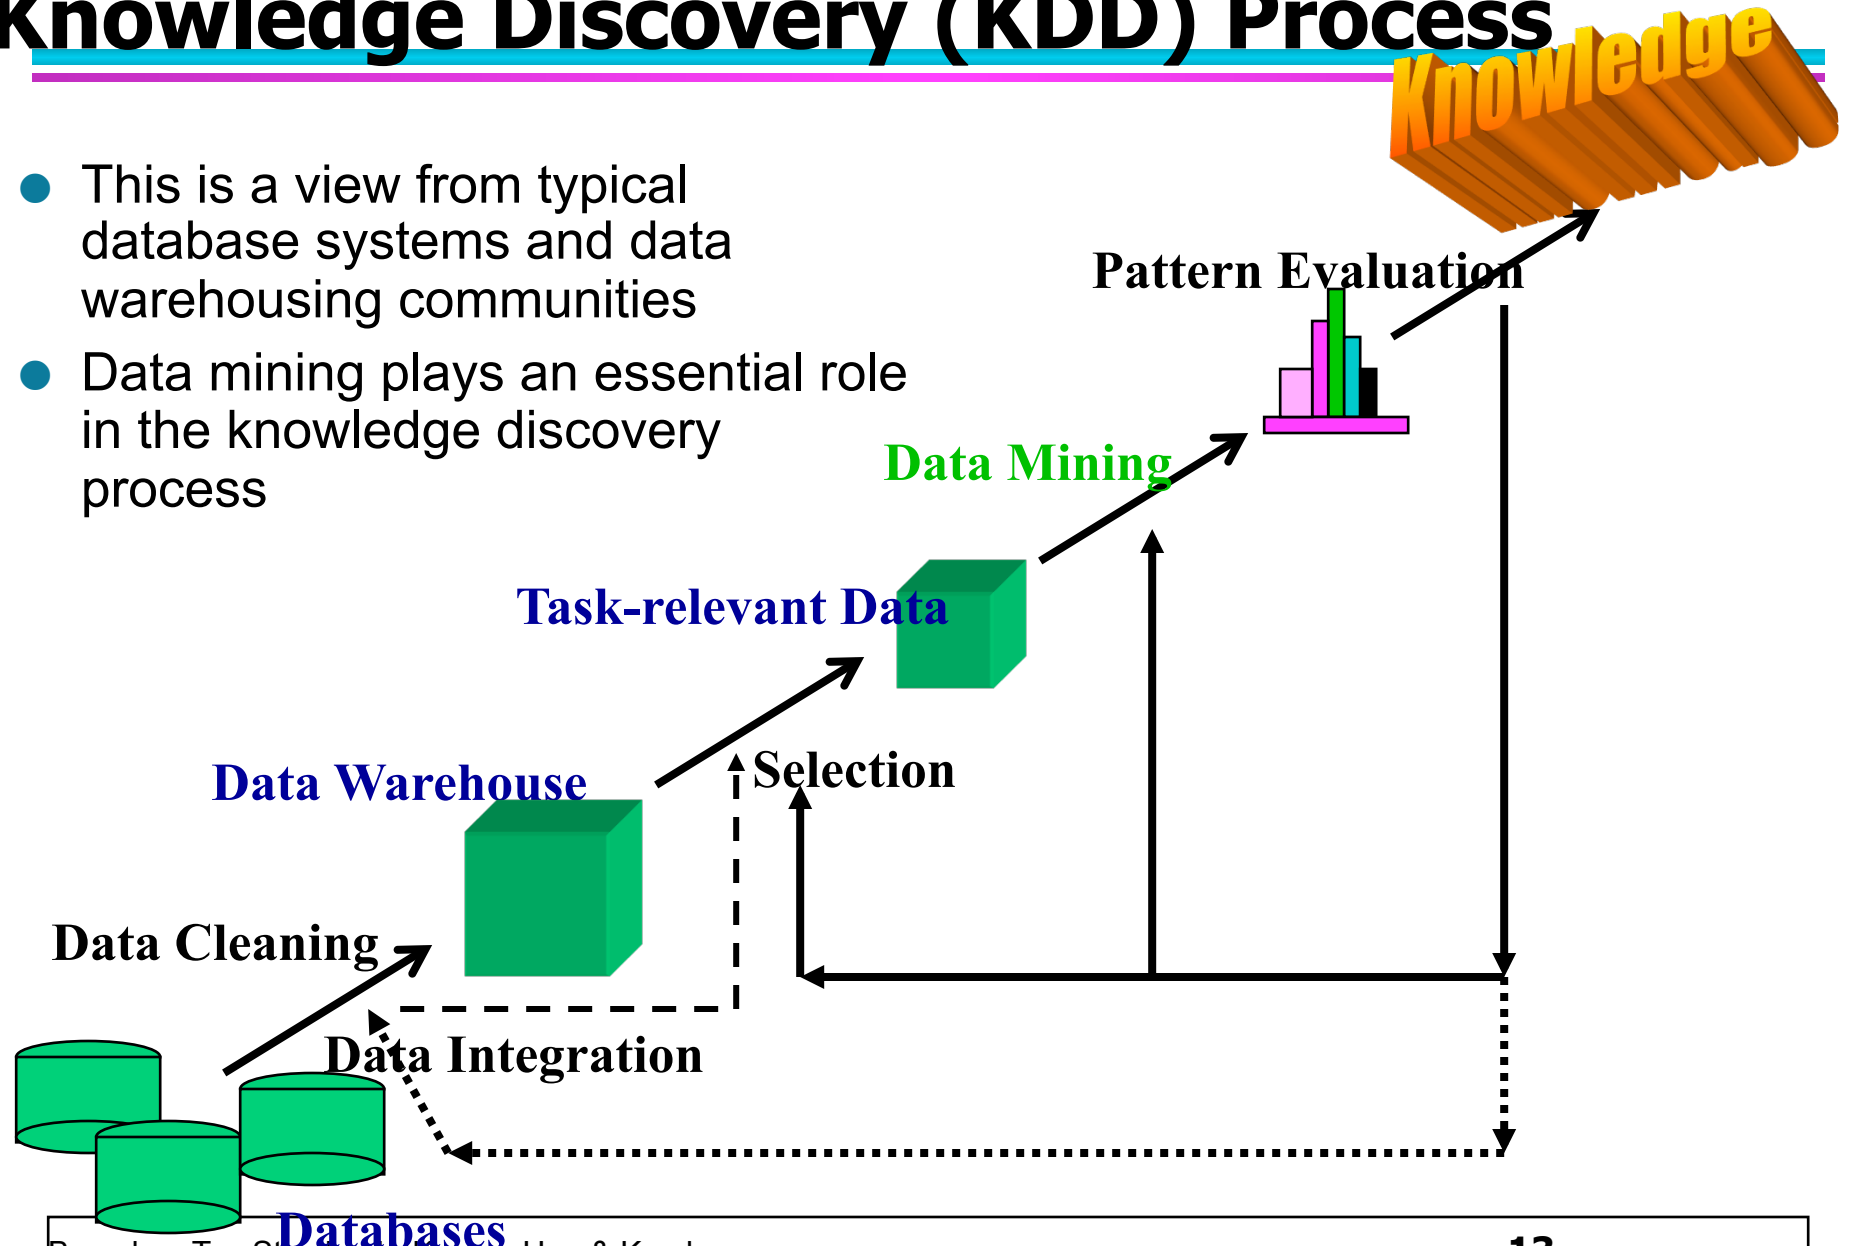 Knowledge Discovery (KDD) Process
Knowledge
This is a view from typical
database systems and data
warehousing communities
Data mining plays an essential role
in the knowledge discovery
process
Pattern Evaluation
Data Mining
Task-relevant Data
Selection
Data Warehouse
Data Cleaning
Data Integration
Databases